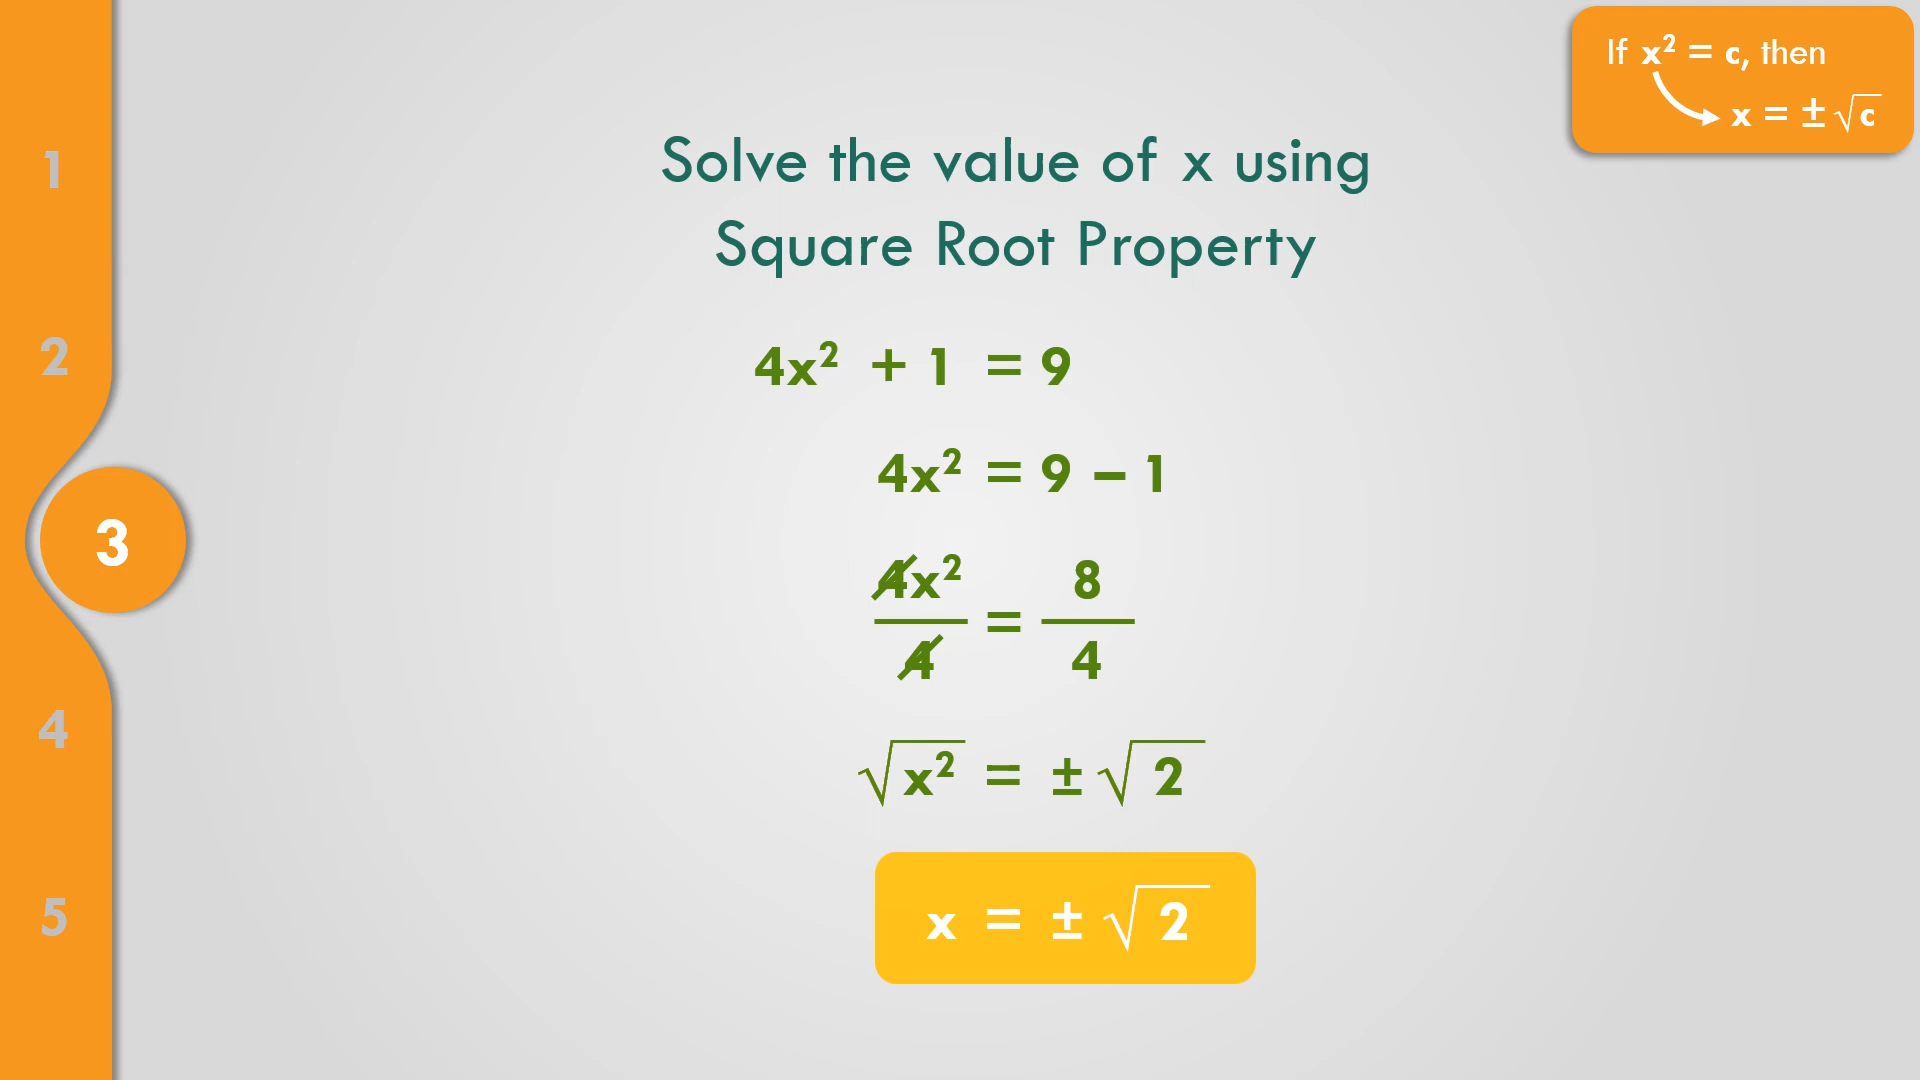 If x² = c, then
x = ±√c
Solve the value of x using
Square Root Property
1
2
3
4
5
4x² + 1 = 9
4x² = 9 – 1
4x²/4 = 8/4
√x² = ±√2
x = ±√2